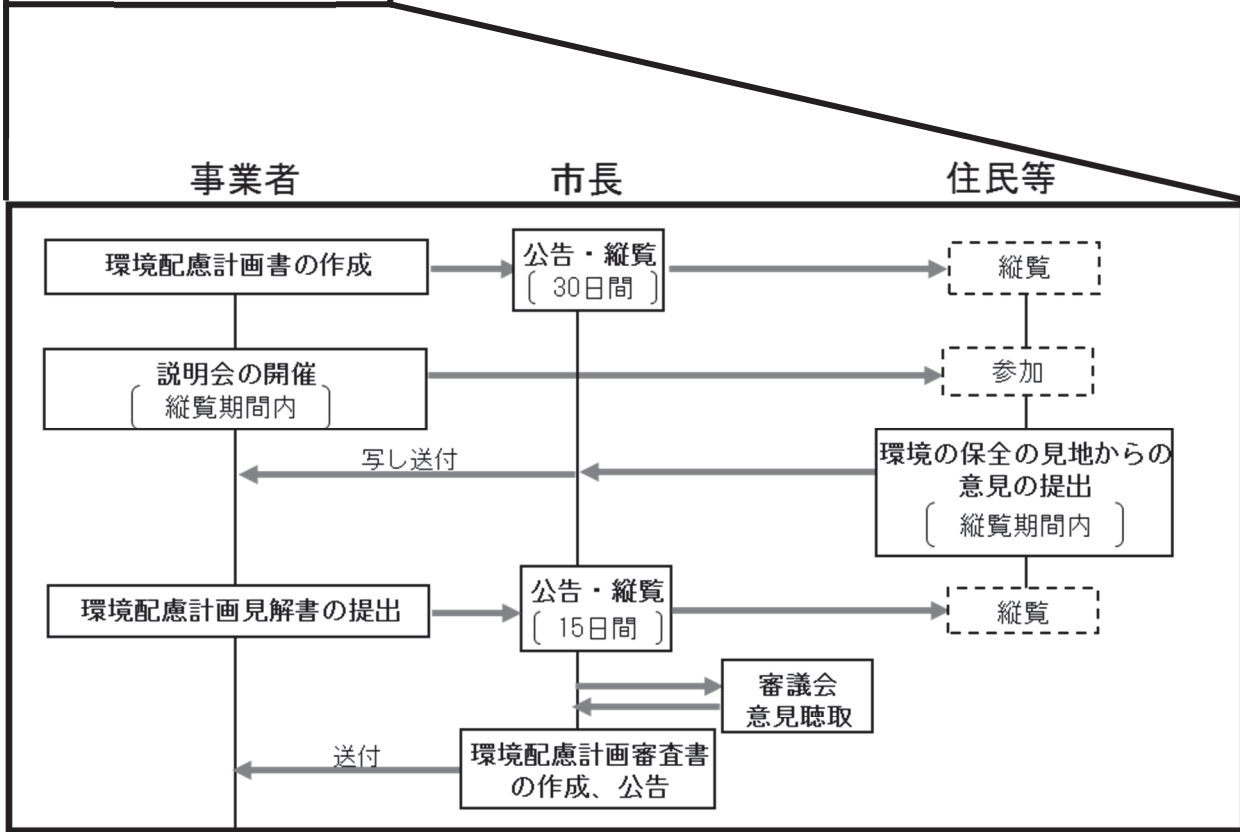 事業者
市長
住民等
環境配慮計画書の作成
公告・縦覧
〔 30日間 〕
縦覧
説明会の開催
〔 縦覧期間内 〕
参加
環境の保全の見地からの
意見の提出
〔 縦覧期間内 〕
写し送付
環境配慮計画見解書の提出
公告・縦覧
〔 15日間 〕
縦覧
審議会
意見聴取
環境配慮計画審査書
の作成、公告
送付